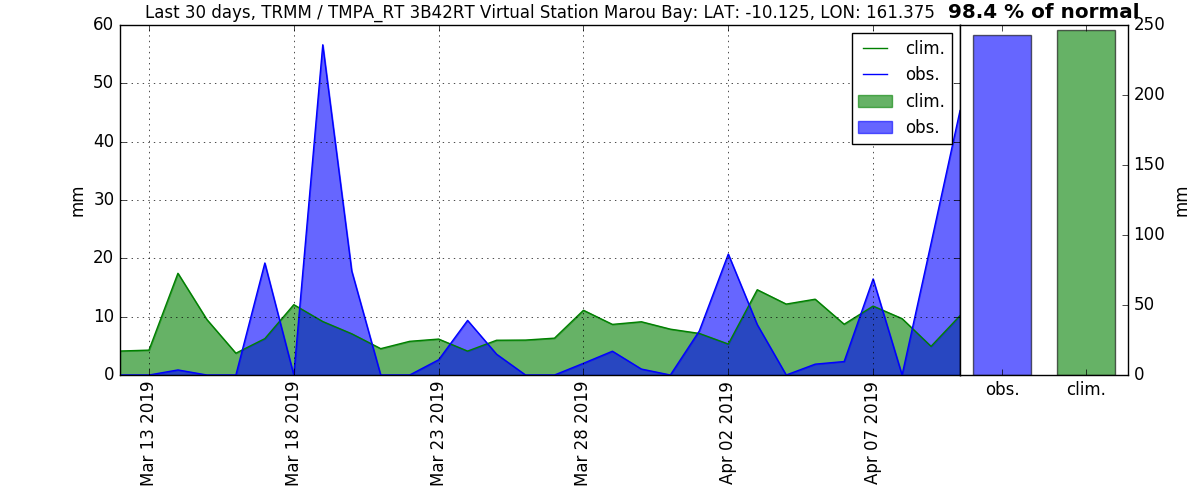 Last 30 days, TRMM / TMPA_RT 3B42RT Virtual Station Marou Bay: LAT: -10.125, LON: 161.375
98.4 % of normal
60
50
40
30
20
10
0
mm
clim.
obs.
clim.
obs.
250
200
150
100
50
0
mm
obs.
clim.
Mar 13 2019
Mar 18 2019
Mar 23 2019
Mar 28 2019
Apr 02 2019
Apr 07 2019